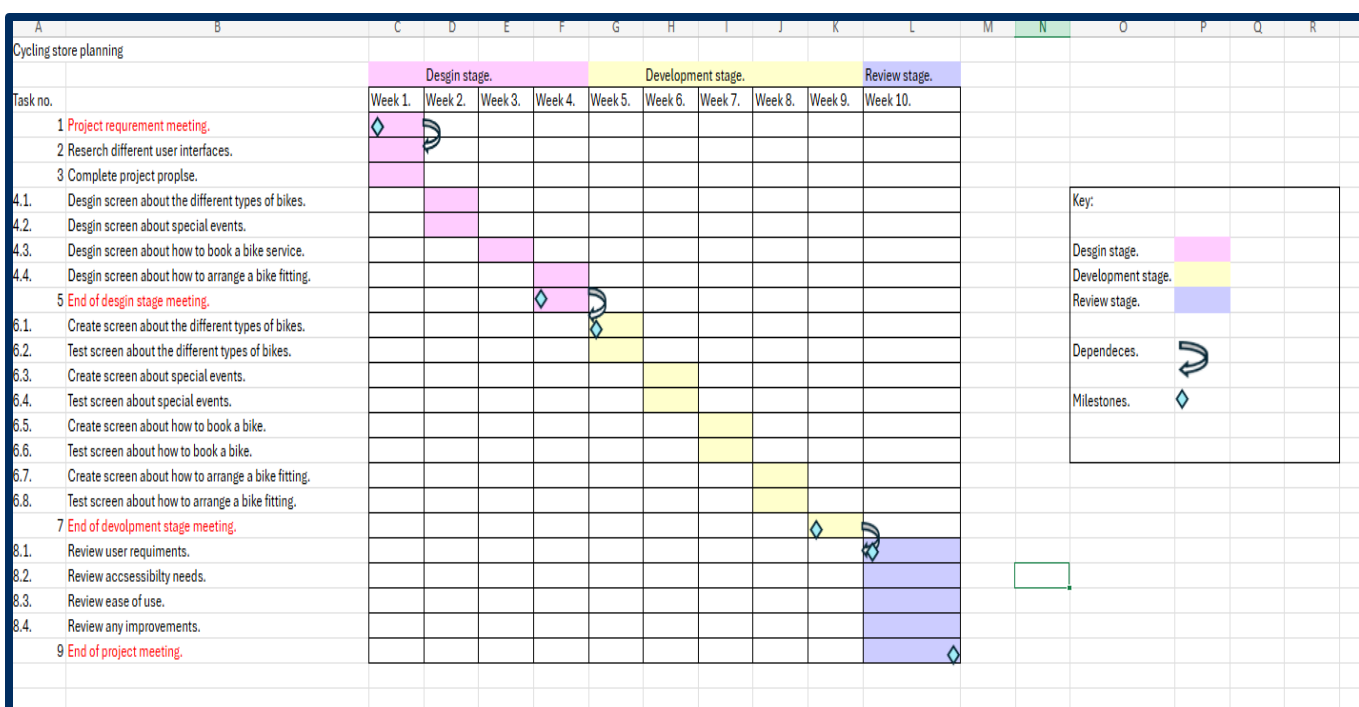 A B C D E F I J G H J K L M N O P Q R
Cycling store planning
Desgin stage. Development stage. Review stage.
Task no. Week 1. Week 2. Week 3. Week 4. Week 5. Week 6. Week 7. Week 8. Week 9. Week 10.
1 Project requrement meeting.
2 Reserch different user interfaces.
3 Complete project proplse.
4.1. Desgin screen about the different types of bikes.
Key:
4.2. Desgin screen about special events.
4.3. Desgin screen about how to book a bike service.
Desgin stage.
4.4. Desgin screen about how to arrange a bike fitting.
Development stage.
5 End of desgin stage meeting.
Review stage.
6.1. Create screen about the different types of bikes.
6.2. Test screen about the different types of bikes.
Dependeces.
6.3. Create screen about special events.
6.4. Test screen about special events.
Milestones.
6.5. Create screen about how to book a bike.
6.6. Test screen about how to book a bike.
6.7. Create screen about how to arrange a bike fitting.
6.8. Test screen about how to arrange a bike fitting.
7 End of devolpment stage meeting.
8.1. Review user requiments.
8.2. Review accsessibilty needs.
8.3. Review ease of use.
8.4. Review any improvements.
9 End of project meeting.